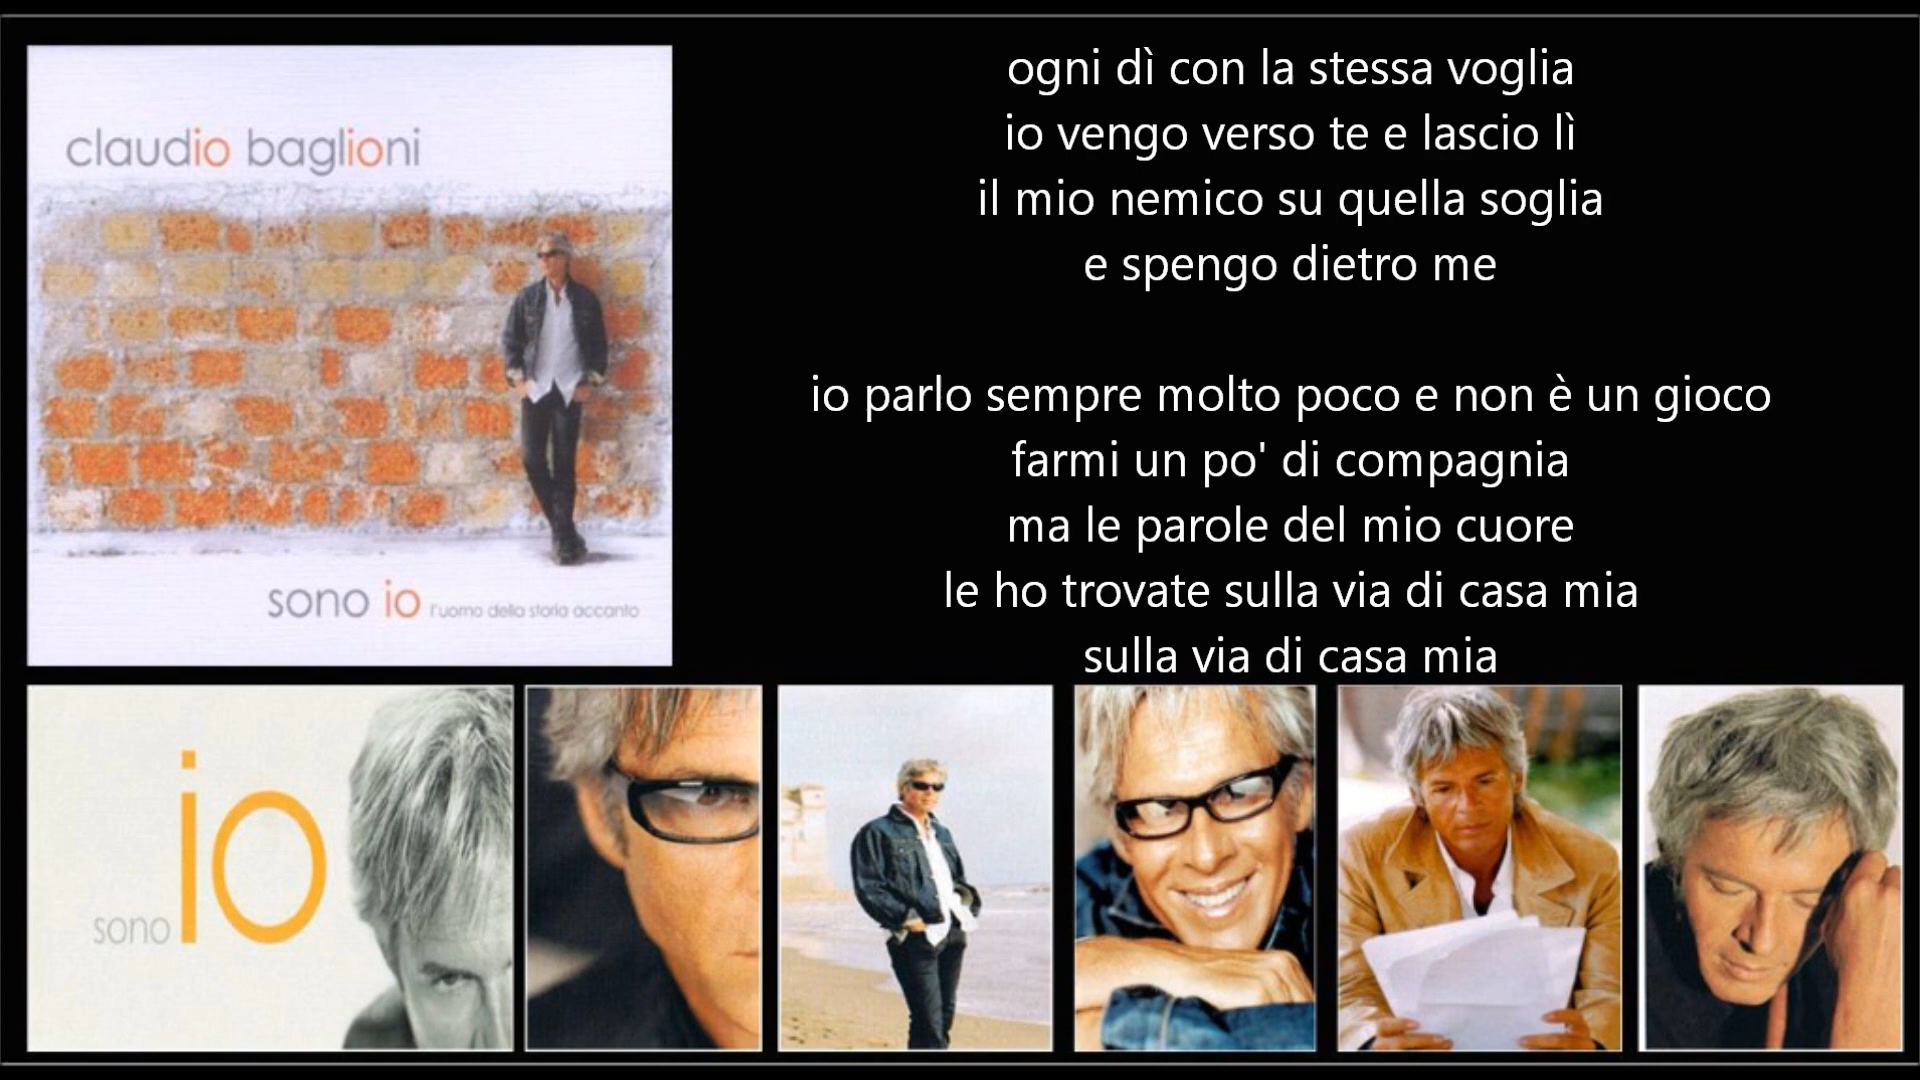 claudio baglioni
sono io l'uomo della storia accanto
ogni dì con la stessa voglia
io vengo verso te e lascio lì
il mio nemico su quella soglia
e spengo dietro me
io parlo sempre molto poco e non è un gioco
farmi un po' di compagnia
ma le parole del mio cuore
le ho trovate sulla via di casa mia
sulla via di casa mia
sono io